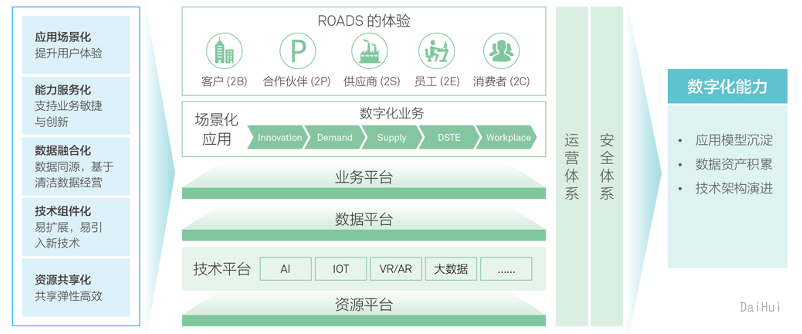 应用场景化
提升用户体验
能力服务化
支持业务敏捷
与创新
数据融合化
数据同源，基于
清洁数据经营
技术组件化
易扩展，易引
入新技术
资源共享化
共享弹性高效
ROADS 的体验
客户 (2B)
P
合作伙伴 (2P)
供应商 (2S)
员工 (2E)
消费者 (2C)
场景化
应用
数字化业务
Innovation
Demand
Supply
DSTE
Workplace
业务平台
数据平台
技术平台
AI
IOT
VR/AR
大数据
......
资源平台
运营体系
安全体系
数字化能力
• 应用模型沉淀
• 数据资产积累
• 技术架构演进
DaiHui